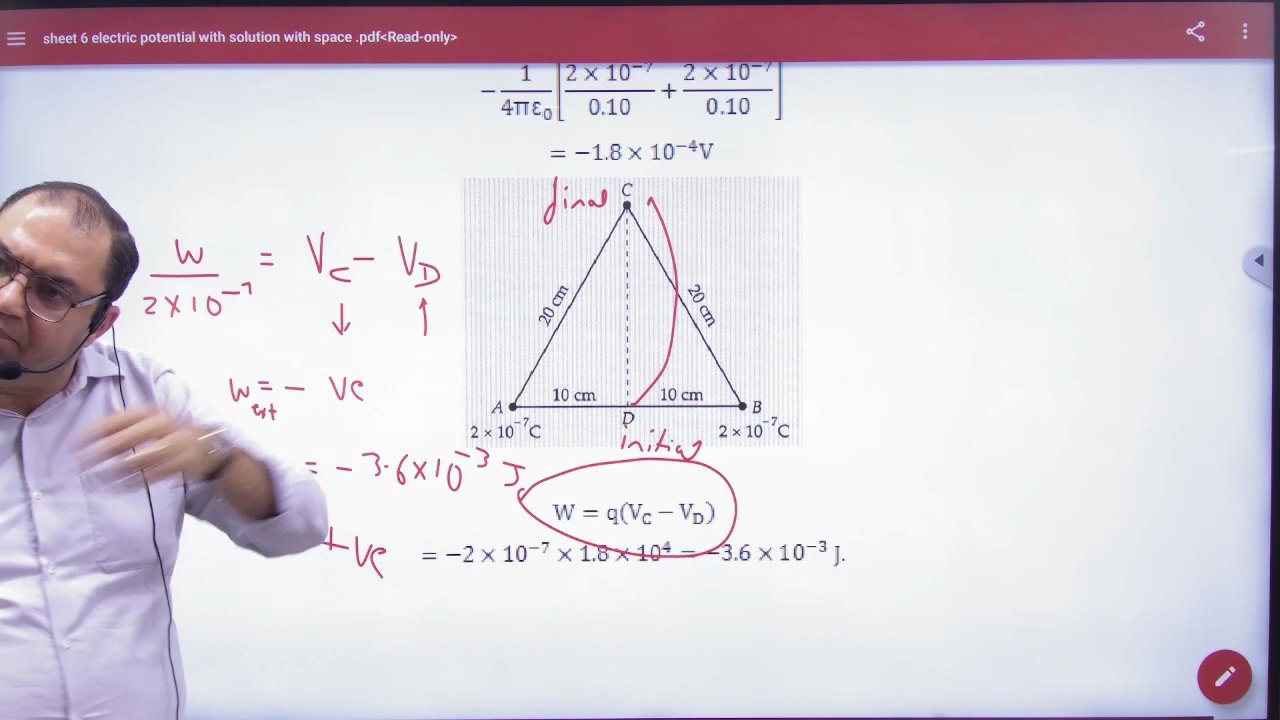 sheet 6 electric potential with solution with space .pdf<Read-only>
− 1/4πε₀ [ 2 × 10⁻⁷/0.10 + 2 × 10⁻⁷/0.10 ]
= −1.8 × 10⁻⁴V
final C
W/2×10⁻⁷ = V_C − V_D
20 cm 20 cm
W_ext = − ve
A 10 cm D 10 cm B
2 × 10⁻⁷C initial 2 × 10⁻⁷C
= −3.6×10⁻³ J
W = q(V_C − V_D)
+ve
= −2 × 10⁻⁷ × 1.8 × 10⁴ = −3.6 × 10⁻³ J.